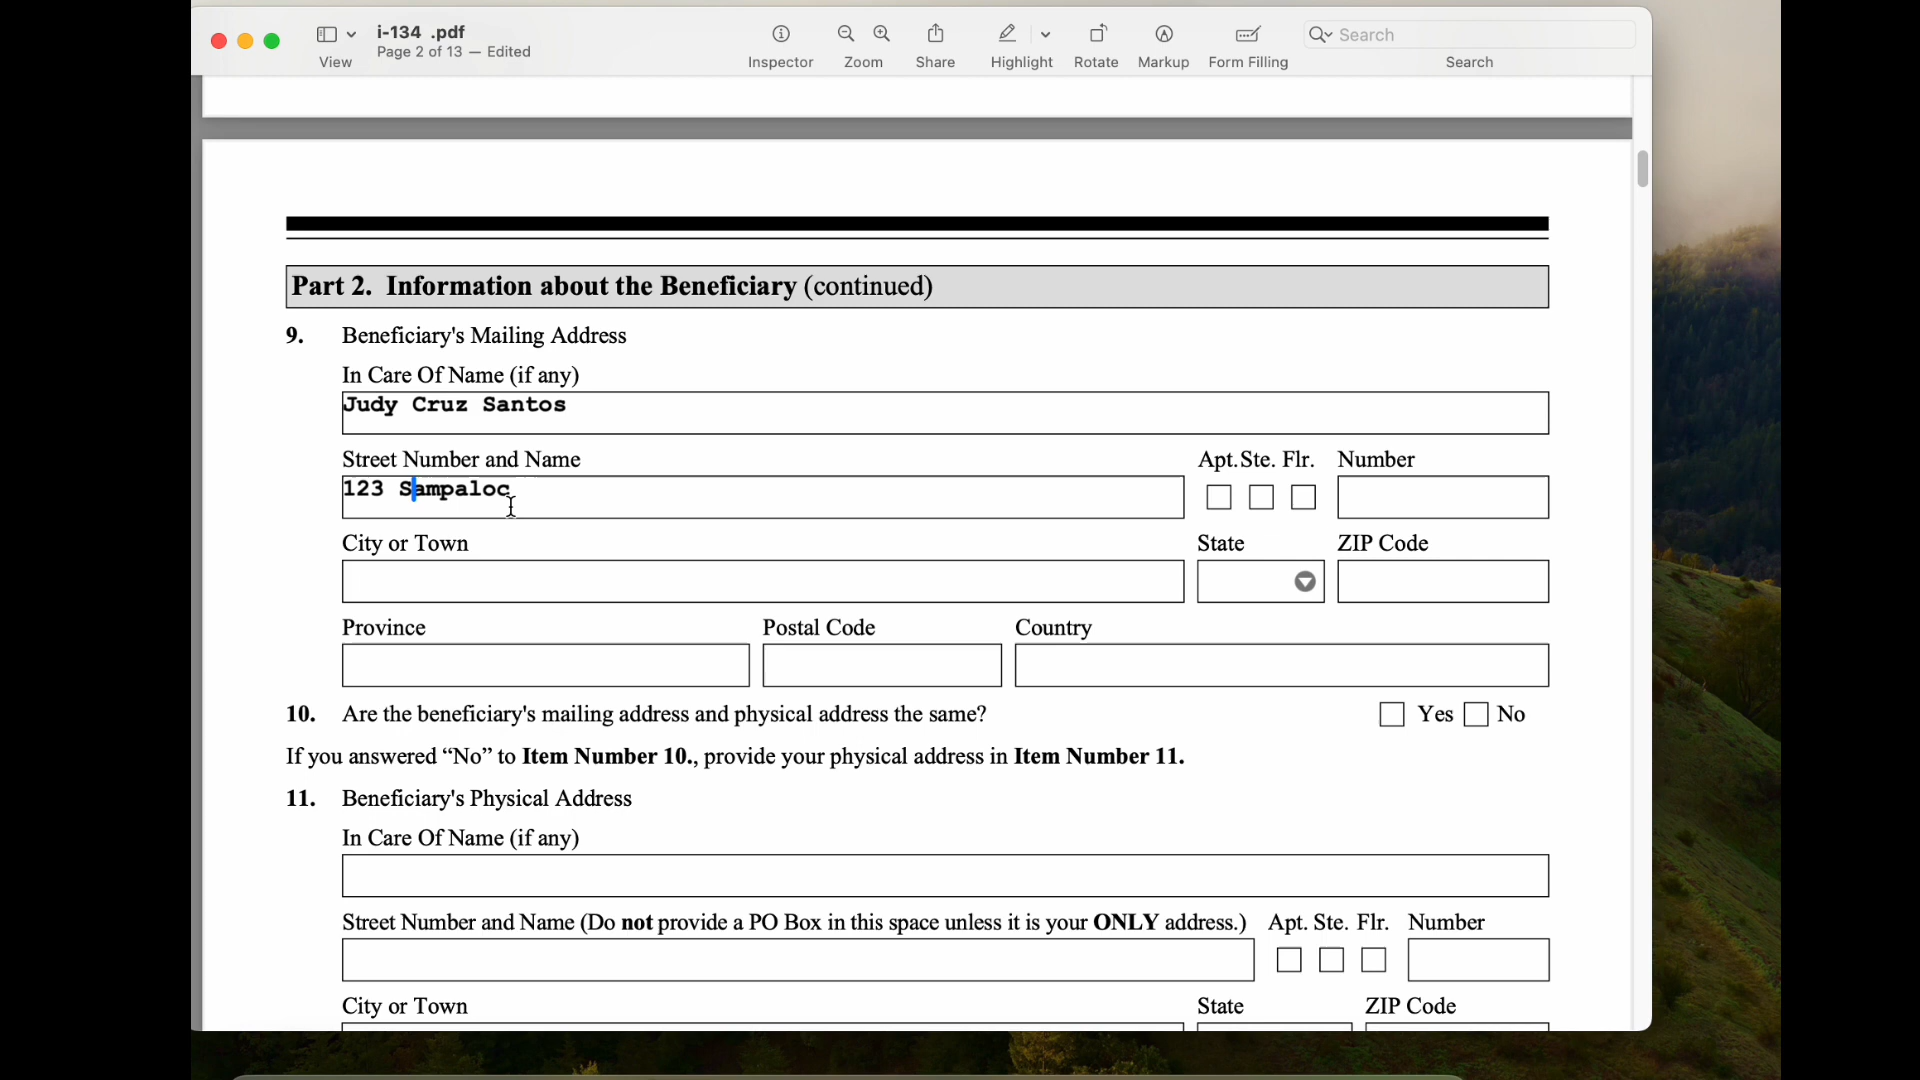 i-134 .pdf
Page 2 of 13 — Edited
View
Inspector
Zoom
Share
Highlight
Rotate
Markup
Form Filling
Search
Search
Part 2. Information about the Beneficiary (continued)
9. Beneficiary's Mailing Address
In Care Of Name (if any)
Judy Cruz Santos
Street Number and Name Apt. Ste. Flr. Number
123 Sampaloc
City or Town State ZIP Code
Province Postal Code Country
10. Are the beneficiary's mailing address and physical address the same? Yes No
If you answered “No” to Item Number 10., provide your physical address in Item Number 11.
11. Beneficiary's Physical Address
In Care Of Name (if any)
Street Number and Name (Do not provide a PO Box in this space unless it is your ONLY address.) Apt. Ste. Flr. Number
City or Town State ZIP Code